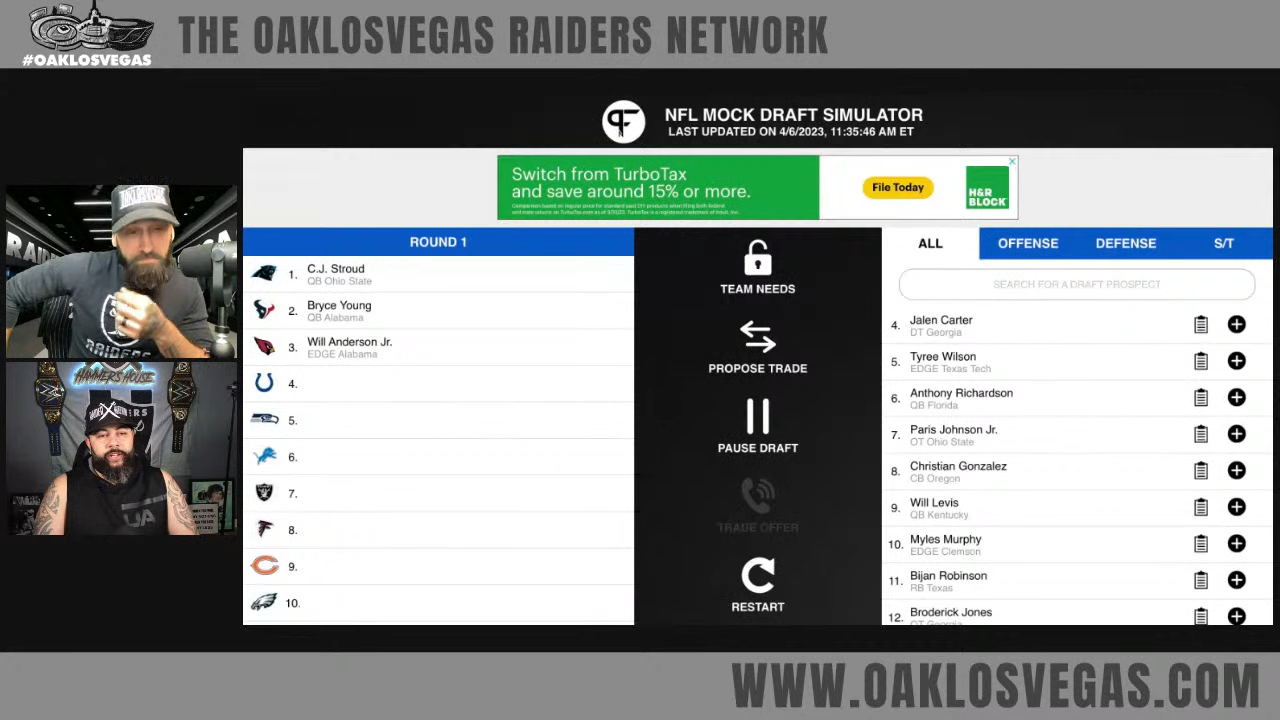 THE OAKLOSVEGAS RAIDERS NETWORK
#OAKLOSVEGAS
NFL MOCK DRAFT SIMULATOR
LAST UPDATED ON 4/6/2023, 11:35:46 AM ET
Switch from TurboTax
and save around 15% or more.
File Today
H&R
BLOCK
ROUND 1
1. C.J. Stroud
QB Ohio State
2. Bryce Young
QB Alabama
3. Will Anderson Jr.
EDGE Alabama
4.
5.
6.
7.
8.
9.
10.
TEAM NEEDS
PROPOSE TRADE
PAUSE DRAFT
TRADE OFFER
RESTART
ALL OFFENSE DEFENSE S/T
SEARCH FOR A DRAFT PROSPECT
4. Jalen Carter
DT Georgia
5. Tyree Wilson
EDGE Texas Tech
6. Anthony Richardson
QB Florida
7. Paris Johnson Jr.
OT Ohio State
8. Christian Gonzalez
CB Oregon
9. Will Levis
QB Kentucky
10. Myles Murphy
EDGE Clemson
11. Bijan Robinson
RB Texas
12. Broderick Jones
OT Georgia
RAIDERS
HAMMERS HOUSE
UA
WWW.OAKLOSVEGAS.COM